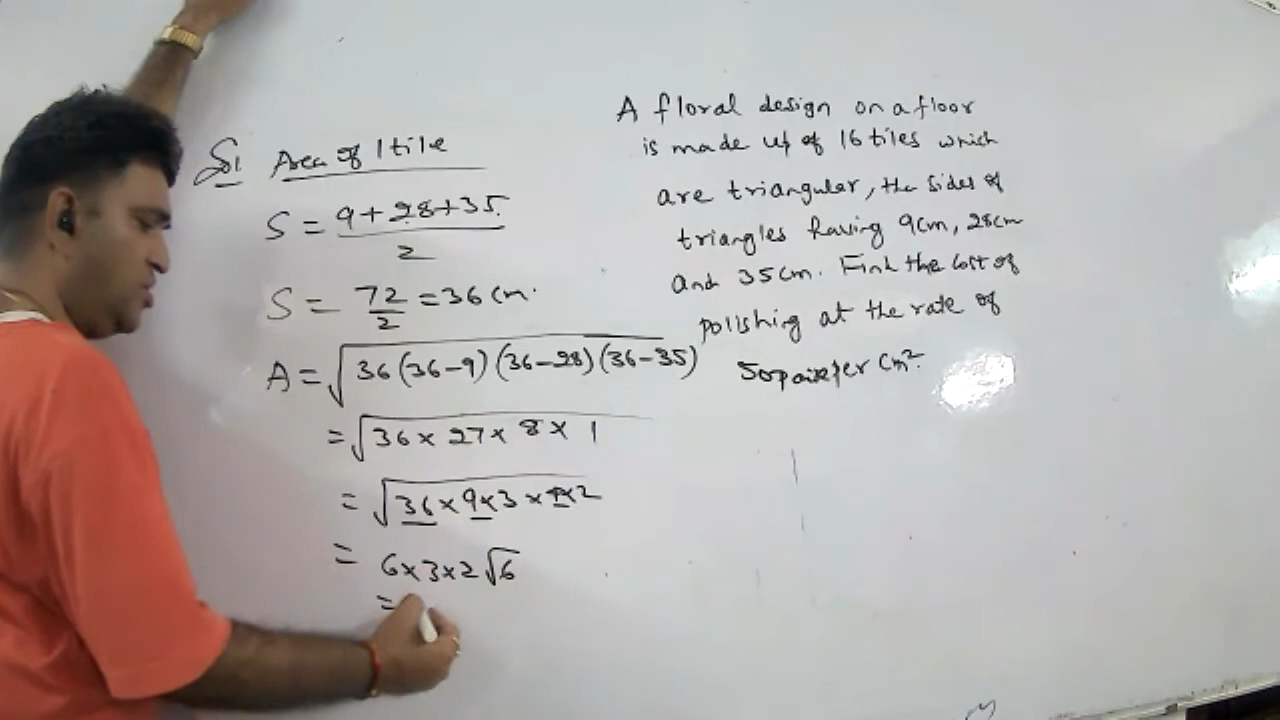 Sol Area of 1 tile
S = 9+28+35 / 2
S = 72/2 = 36 cm.
A = √36(36-9)(36-28)(36-35)
= √36 × 27 × 8 × 1
= √36 × 9 × 3 × 4 × 2
= 6×3×2√6
=
A floral design on a floor
is made up of 16 tiles which
are triangular, the sides of
triangles having 9cm, 28cm
and 35cm. Find the cost of
polishing at the rate of
50 paise per cm².